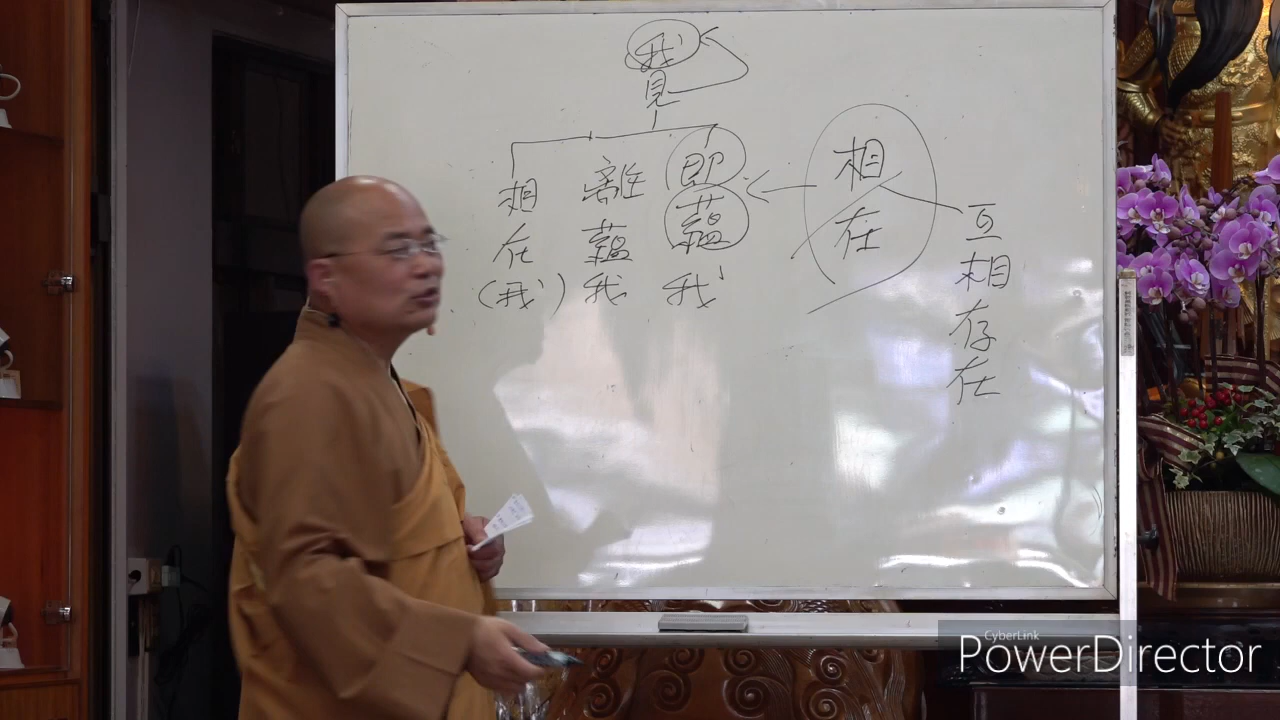 我見
即蘊我
離蘊我
相在(我)
相在
互相存在
CyberLink
PowerDirector